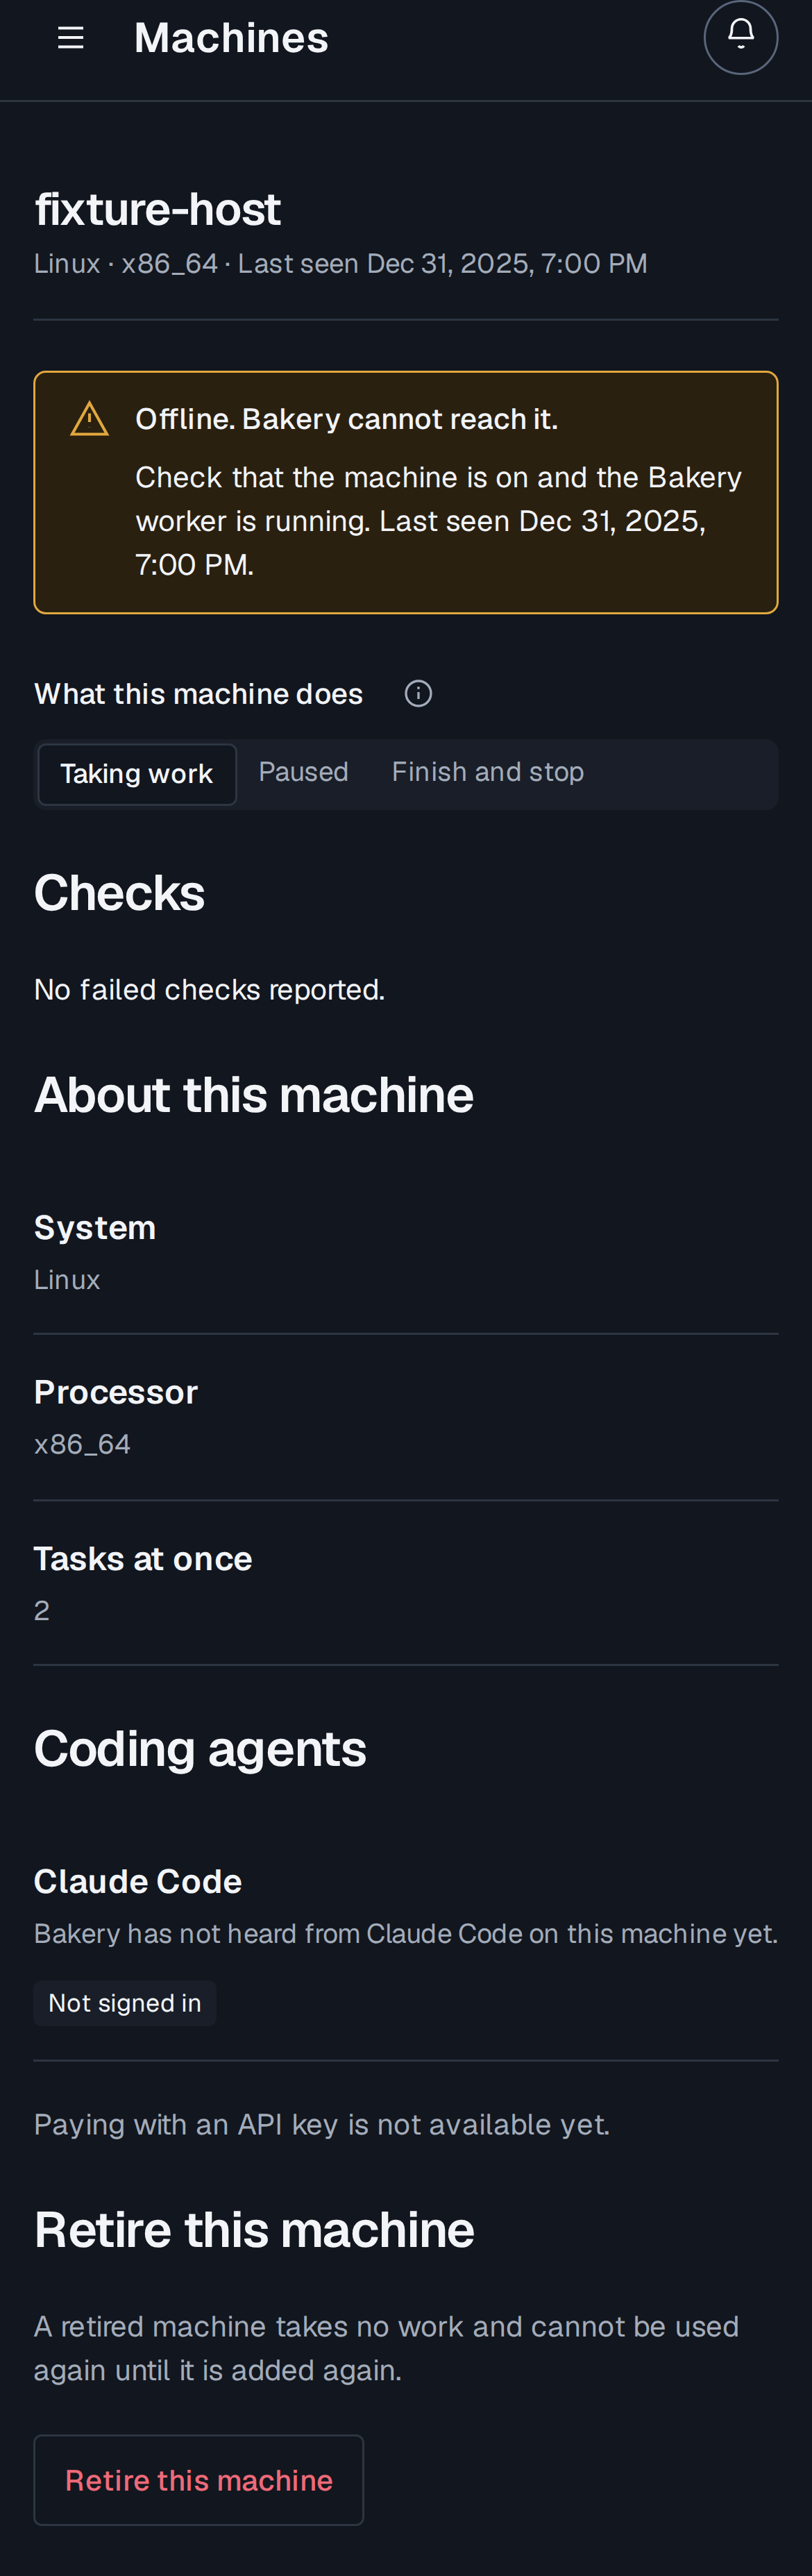 Machines
fixture-host
Linux · x86_64 · Last seen Dec 31, 2025, 7:00 PM
Offline. Bakery cannot reach it.
Check that the machine is on and the Bakery
worker is running. Last seen Dec 31, 2025,
7:00 PM.
What this machine does
Taking work Paused Finish and stop
Checks
No failed checks reported.
About this machine
System
Linux
Processor
x86_64
Tasks at once
2
Coding agents
Claude Code
Bakery has not heard from Claude Code on this machine yet.
Not signed in
Paying with an API key is not available yet.
Retire this machine
A retired machine takes no work and cannot be used
again until it is added again.
Retire this machine